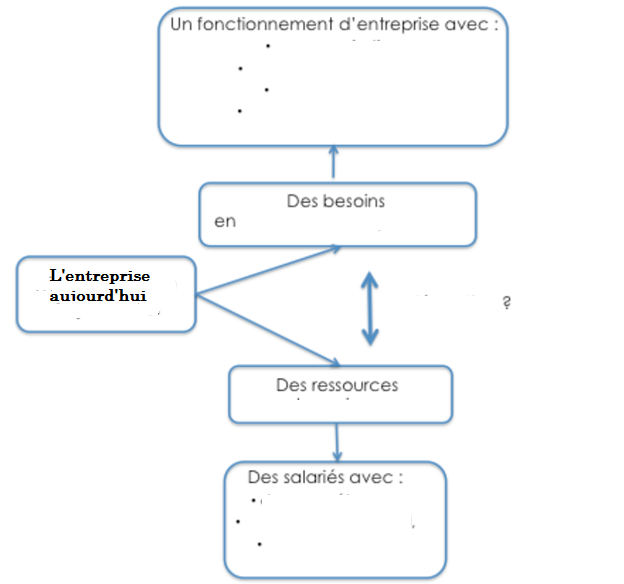 Un fonctionnement d'entreprise avec :
•
•
•
•
Des besoins
en
L'entreprise
aujourd'hui
?
Des ressources
Des salariés avec :
•
•
•